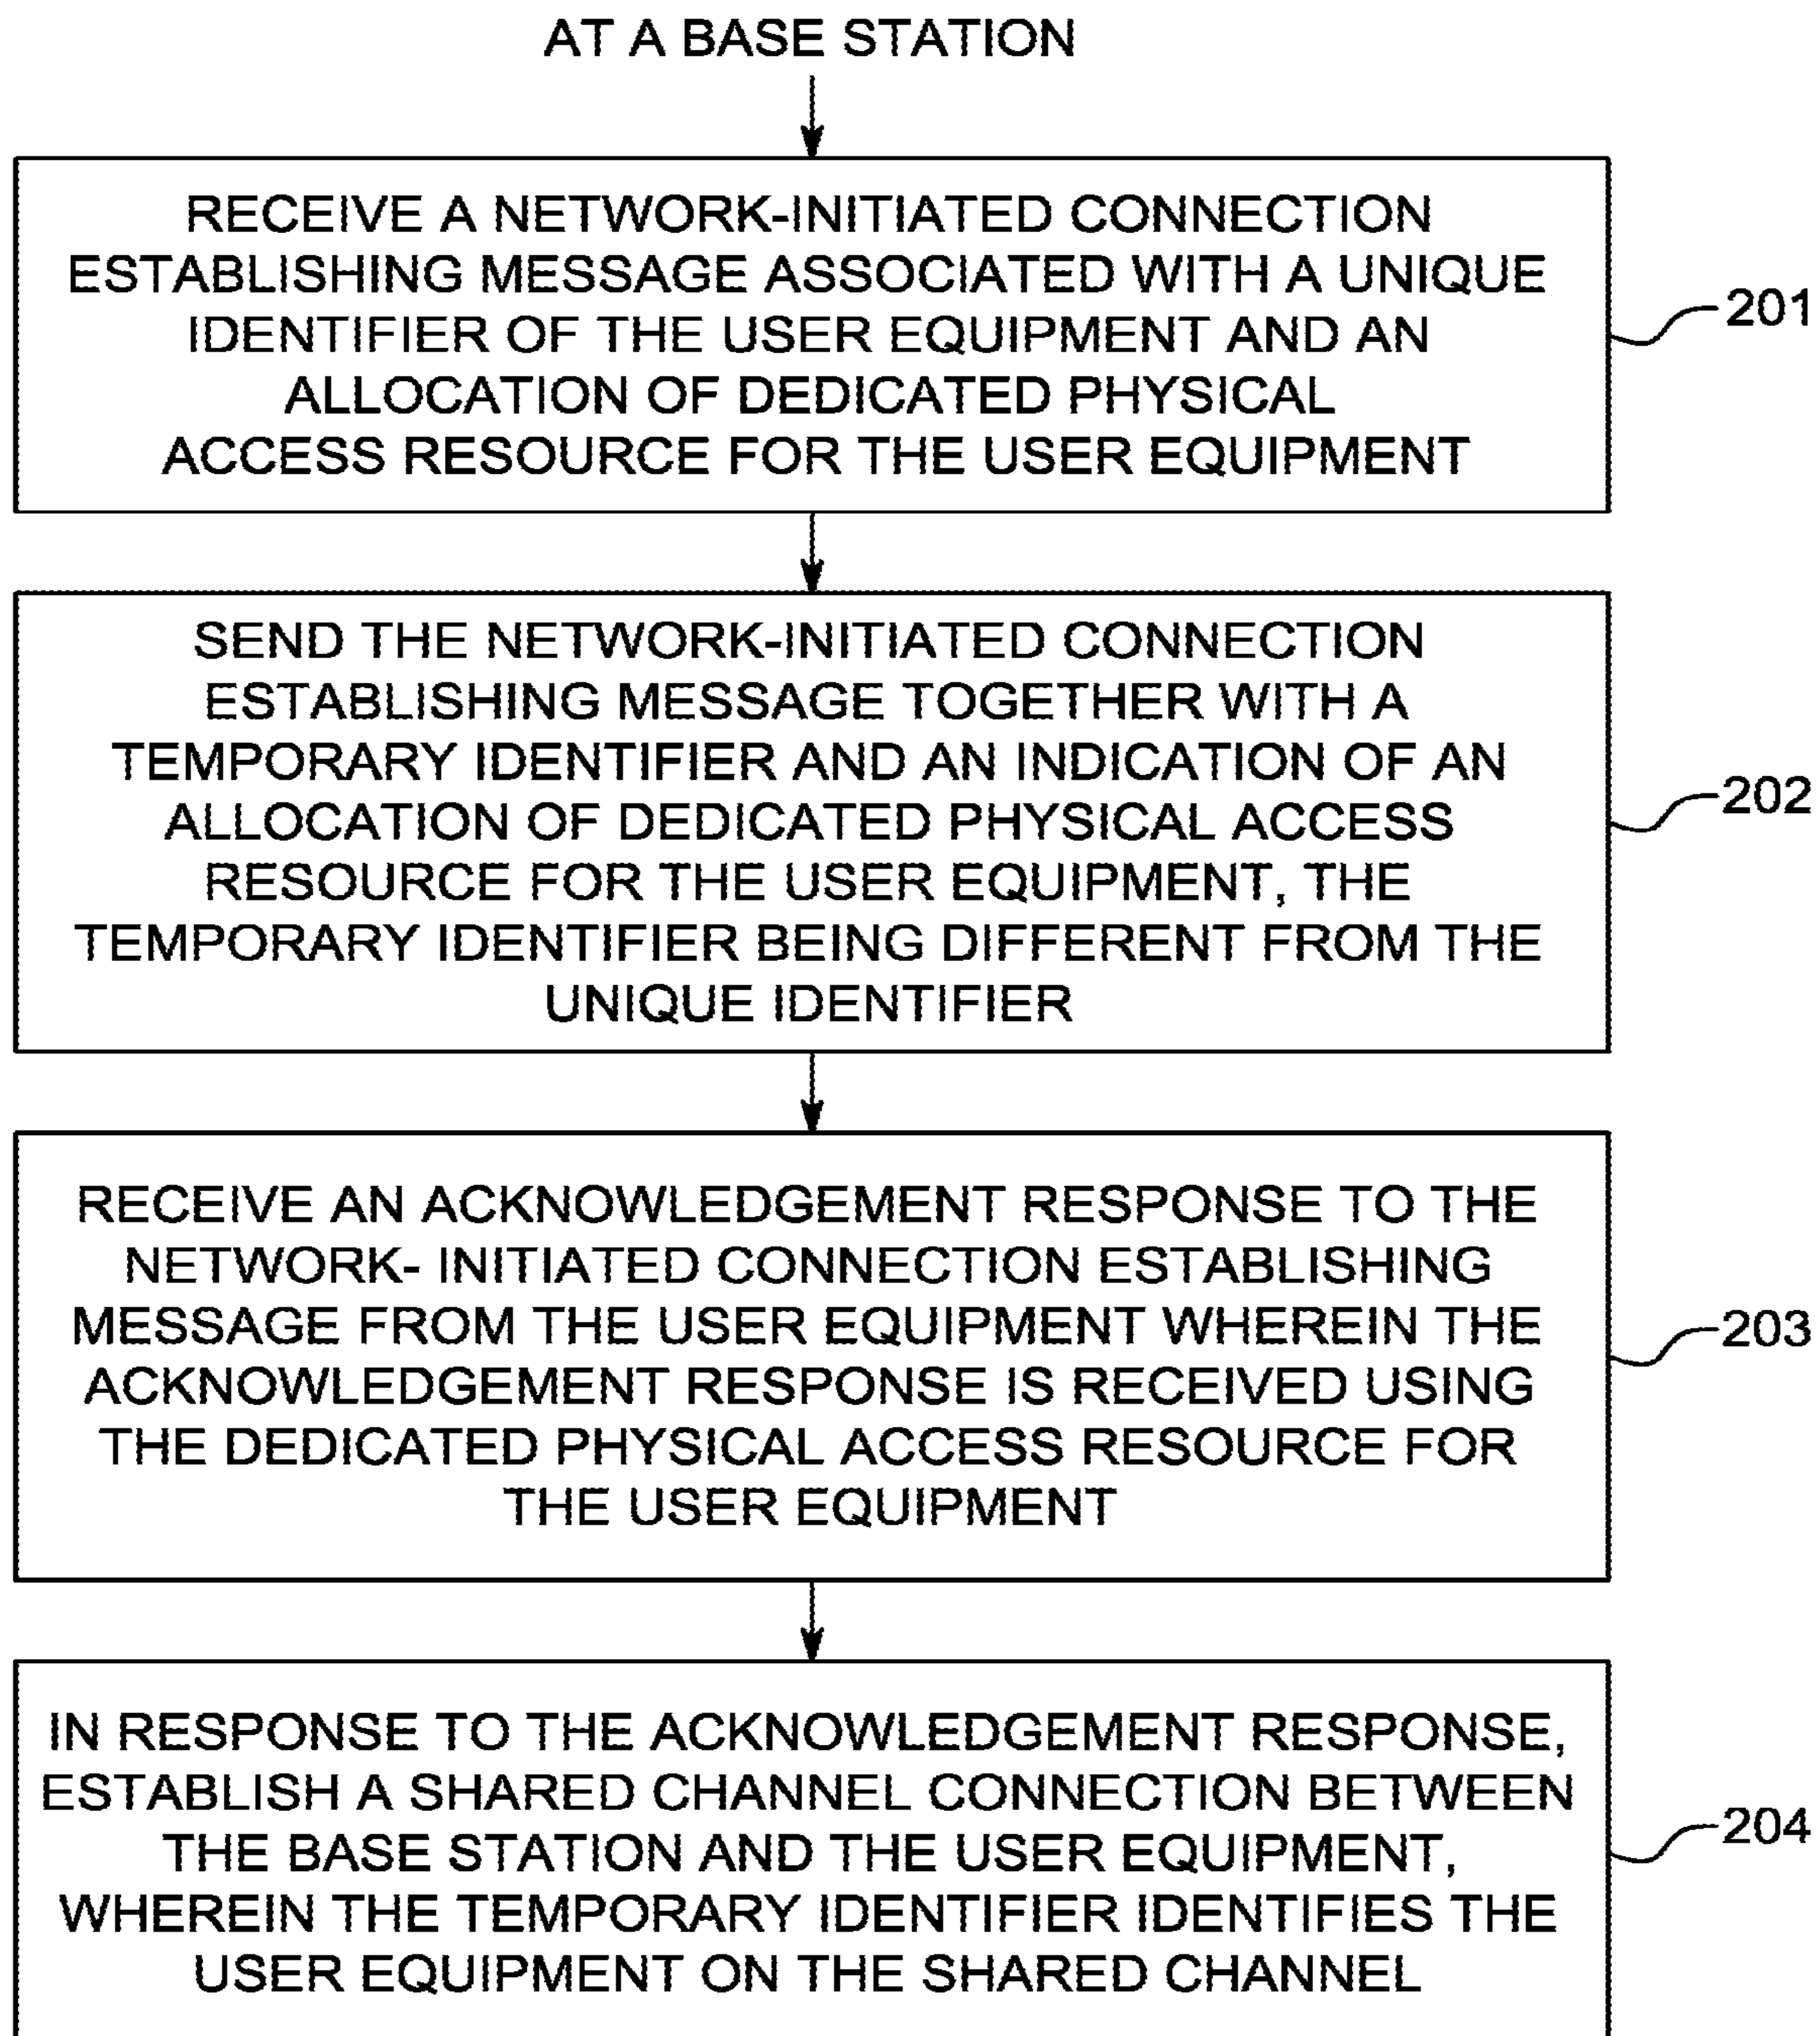 AT A BASE STATION
RECEIVE A NETWORK-INITIATED CONNECTION
ESTABLISHING MESSAGE ASSOCIATED WITH A UNIQUE
IDENTIFIER OF THE USER EQUIPMENT AND AN
ALLOCATION OF DEDICATED PHYSICAL
ACCESS RESOURCE FOR THE USER EQUIPMENT
201
SEND THE NETWORK-INITIATED CONNECTION
ESTABLISHING MESSAGE TOGETHER WITH A
TEMPORARY IDENTIFIER AND AN INDICATION OF AN
ALLOCATION OF DEDICATED PHYSICAL ACCESS
RESOURCE FOR THE USER EQUIPMENT, THE
TEMPORARY IDENTIFIER BEING DIFFERENT FROM THE
UNIQUE IDENTIFIER
202
RECEIVE AN ACKNOWLEDGEMENT RESPONSE TO THE
NETWORK- INITIATED CONNECTION ESTABLISHING
MESSAGE FROM THE USER EQUIPMENT WHEREIN THE
ACKNOWLEDGEMENT RESPONSE IS RECEIVED USING
THE DEDICATED PHYSICAL ACCESS RESOURCE FOR
THE USER EQUIPMENT
203
IN RESPONSE TO THE ACKNOWLEDGEMENT RESPONSE,
ESTABLISH A SHARED CHANNEL CONNECTION BETWEEN
THE BASE STATION AND THE USER EQUIPMENT,
WHEREIN THE TEMPORARY IDENTIFIER IDENTIFIES THE
USER EQUIPMENT ON THE SHARED CHANNEL
204